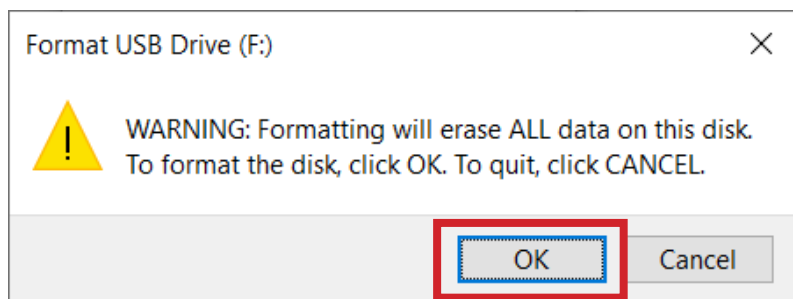 Format USB Drive (F:)
WARNING: Formatting will erase ALL data on this disk.
To format the disk, click OK. To quit, click CANCEL.
OK Cancel